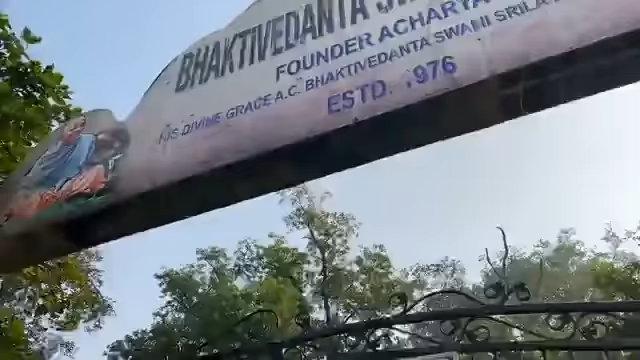 BHAKTIVEDANTA
FOUNDER ACHARYA
HIS DIVINE GRACE A.C. BHAKTIVEDANTA SWAMI SRILA
ESTD. 1976